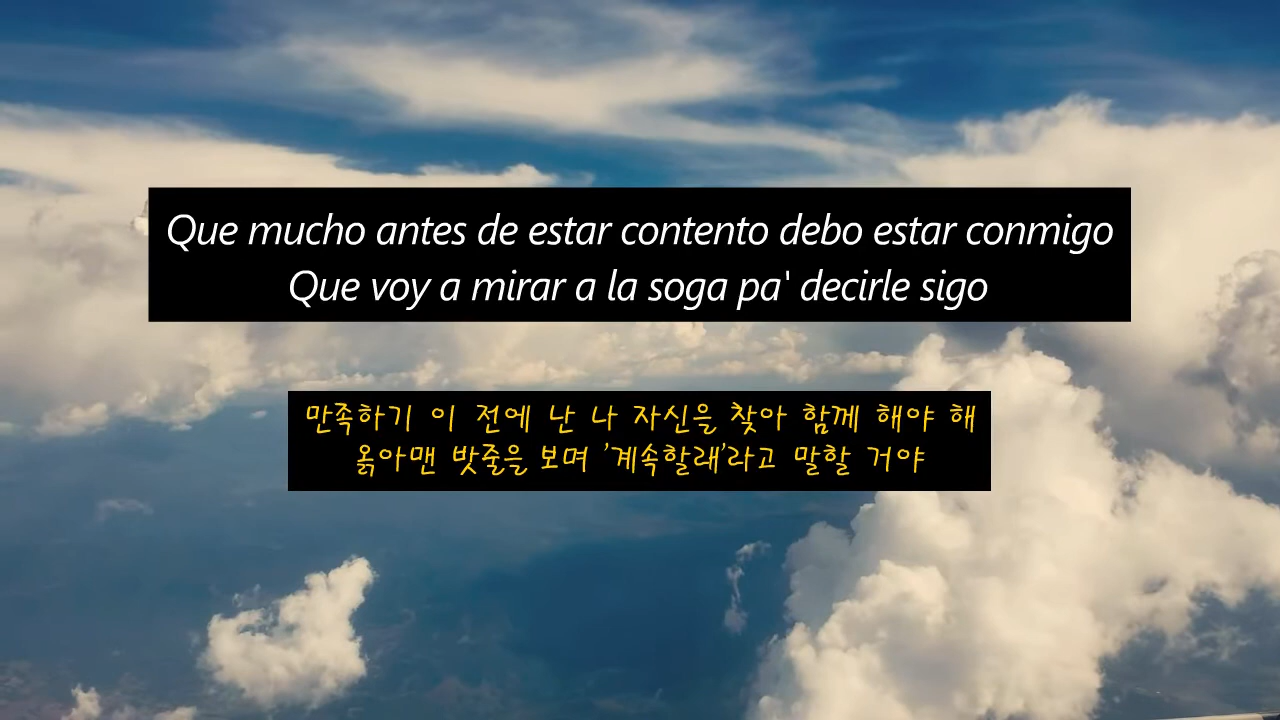 Que mucho antes de estar contento debo estar conmigo
Que voy a mirar a la soga pa' decirle sigo
만족하기 이 전에 난 나 자신을 찾아 함께 해야 해
옭아맨 밧줄을 보며 '계속할래'라고 말할 거야